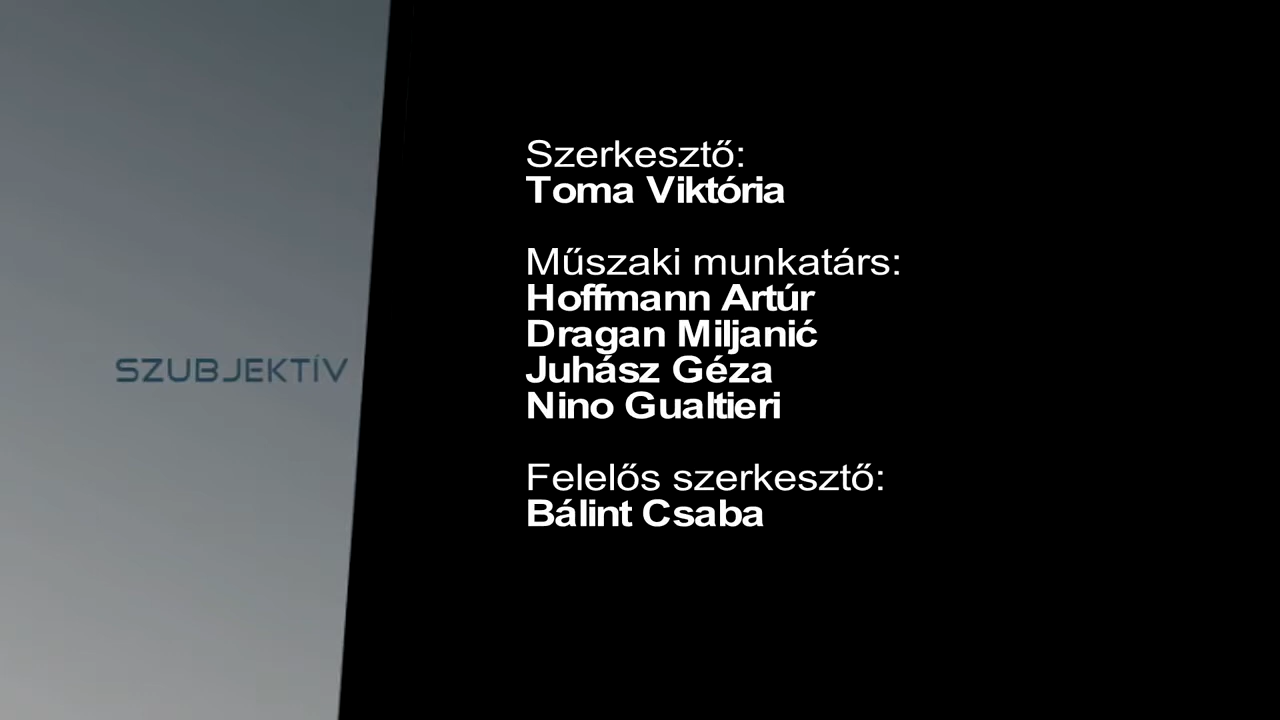 SZUBJEKTÍV
Szerkesztő:
Toma Viktória
Műszaki munkatárs:
Hoffmann Artúr
Dragan Miljanić
Juhász Géza
Nino Gualtieri
Felelős szerkesztő:
Bálint Csaba